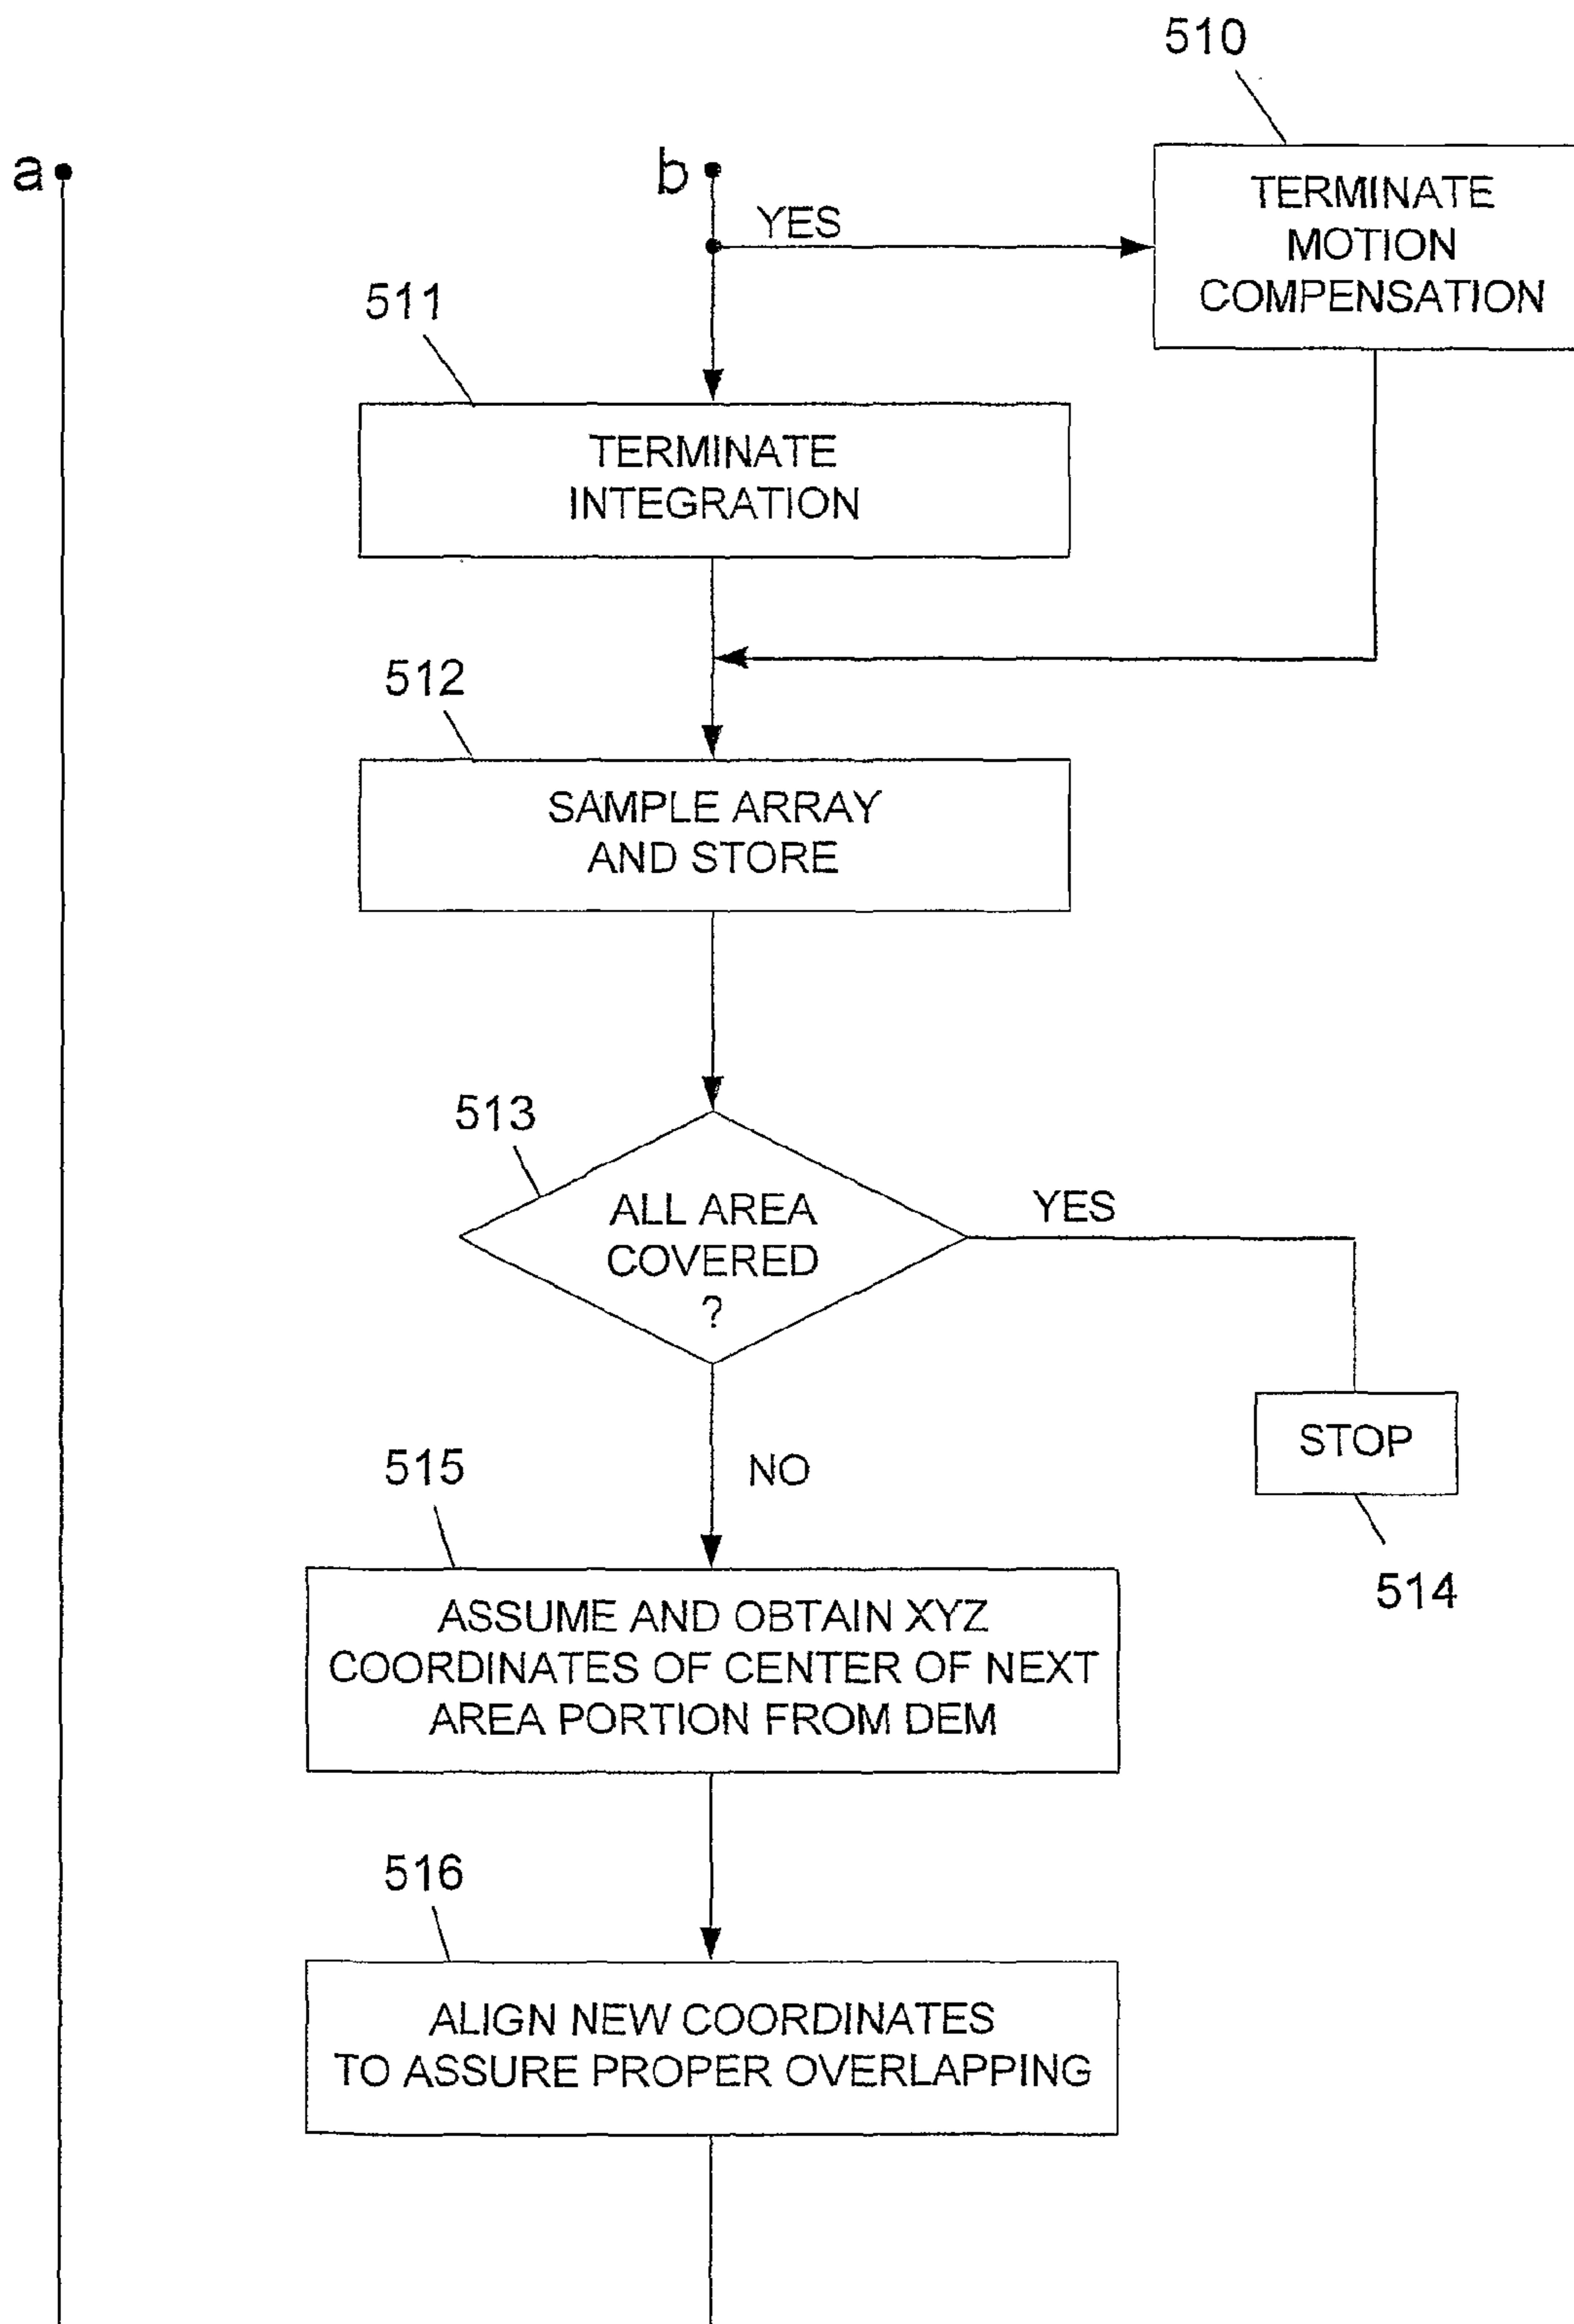 510
a
b
YES
TERMINATE
MOTION
COMPENSATION
511
TERMINATE
INTEGRATION
512
SAMPLE ARRAY
AND STORE
513
ALL AREA
COVERED
?
YES
STOP
514
NO
515
ASSUME AND OBTAIN XYZ
COORDINATES OF CENTER OF NEXT
AREA PORTION FROM DEM
516
ALIGN NEW COORDINATES
TO ASSURE PROPER OVERLAPPING